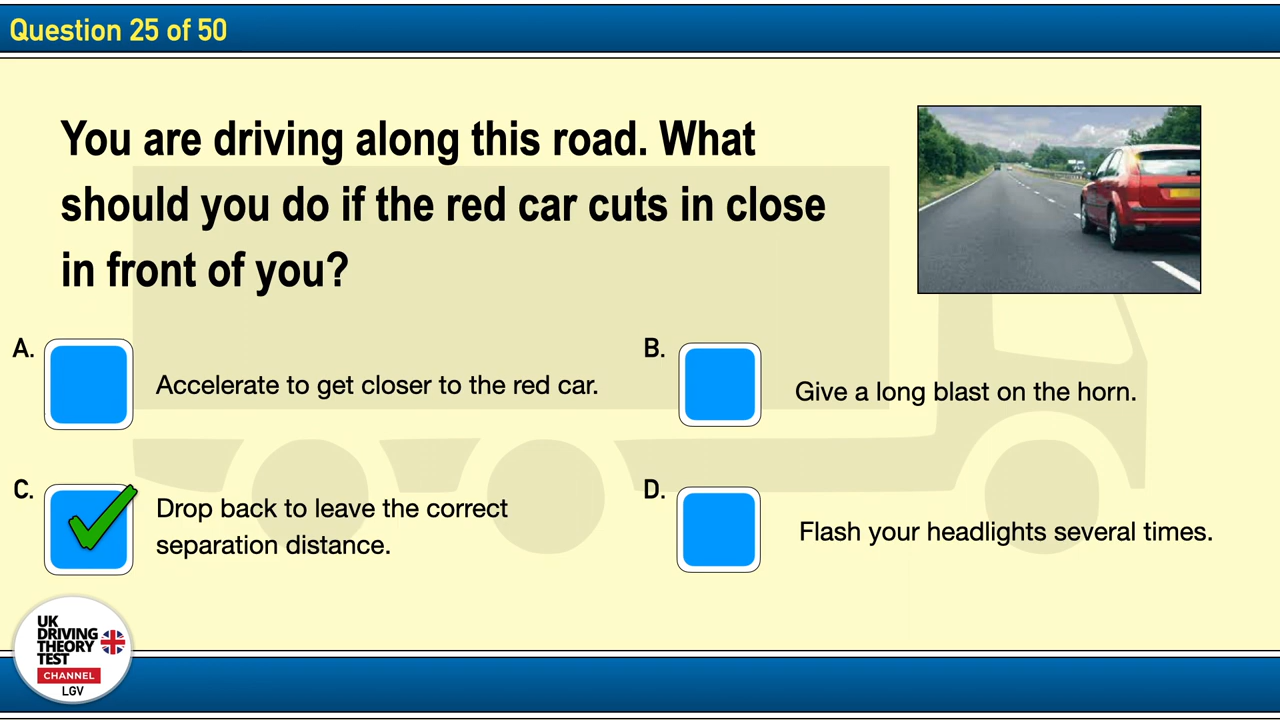 Question 25 of 50
You are driving along this road. What
should you do if the red car cuts in close
in front of you?
A.
Accelerate to get closer to the red car.
B.
Give a long blast on the horn.
C.
Drop back to leave the correct
separation distance.
D.
Flash your headlights several times.
UK
DRIVING
THEORY
TEST
CHANNEL
LGV